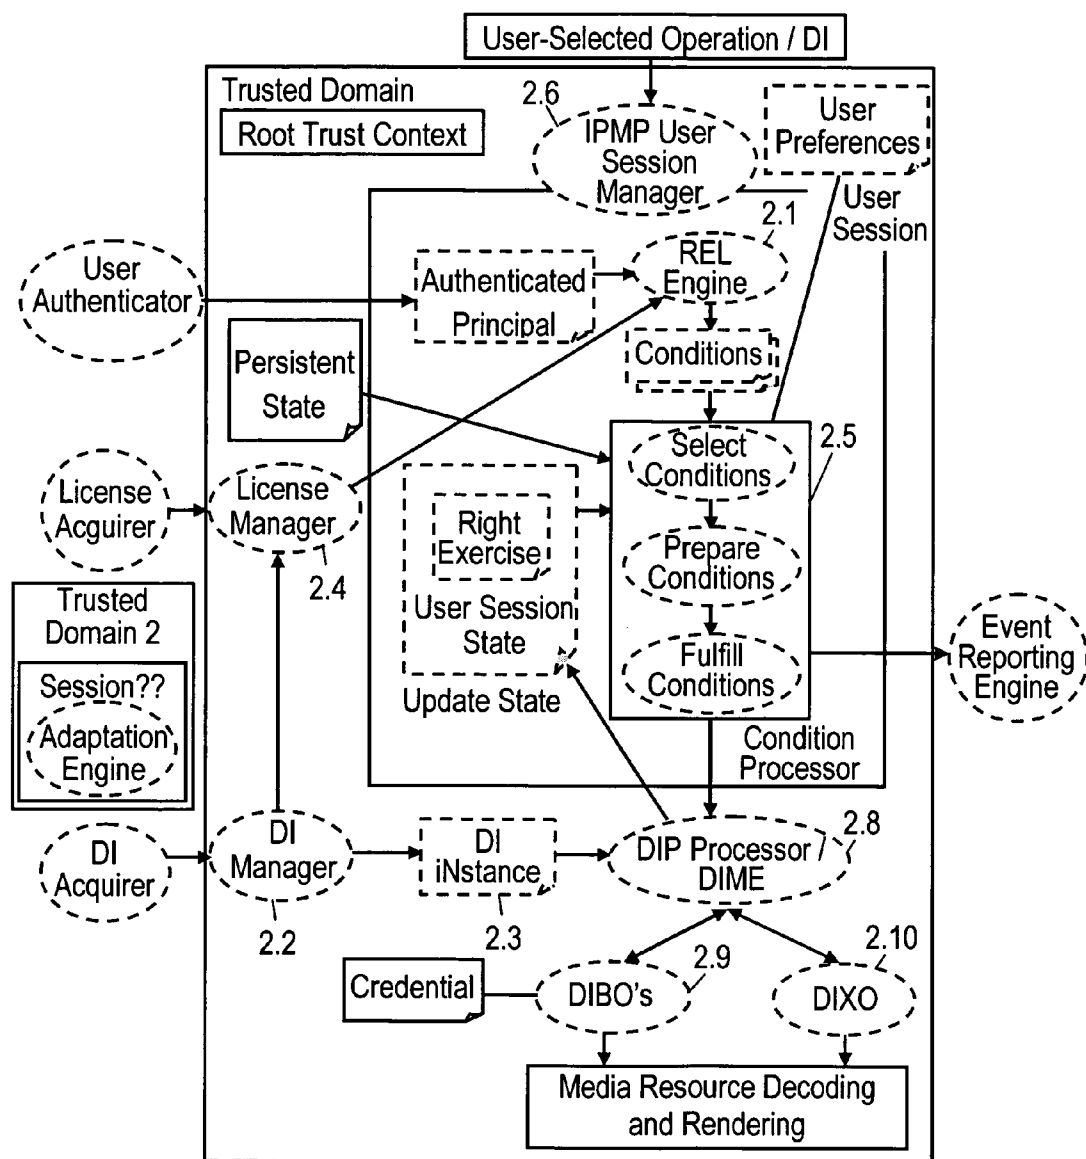 User-Selected Operation / DI
Trusted Domain
Root Trust Context
2.6
IPMP User
Session
Manager
User
Preferences
User
Session
2.1
REL
Engine
User
Authenticator
Authenticated
Principal
Conditions
Persistent
State
2.5
Select
Conditions
License
Acguirer
License
Manager
2.4
Right
Exercise
User Session
State
Update State
Prepare
Conditions
Fulfill
Conditions
Condition
Processor
Event
Reporting
Engine
Trusted
Domain 2
Session??
Adaptation
Engine
DI
Acquirer
DI
Manager
2.2
DI
iNstance
2.3
DIP Processor /
DIME
2.8
Credential
DIBO's
2.9
DIXO
2.10
Media Resource Decoding
and Rendering